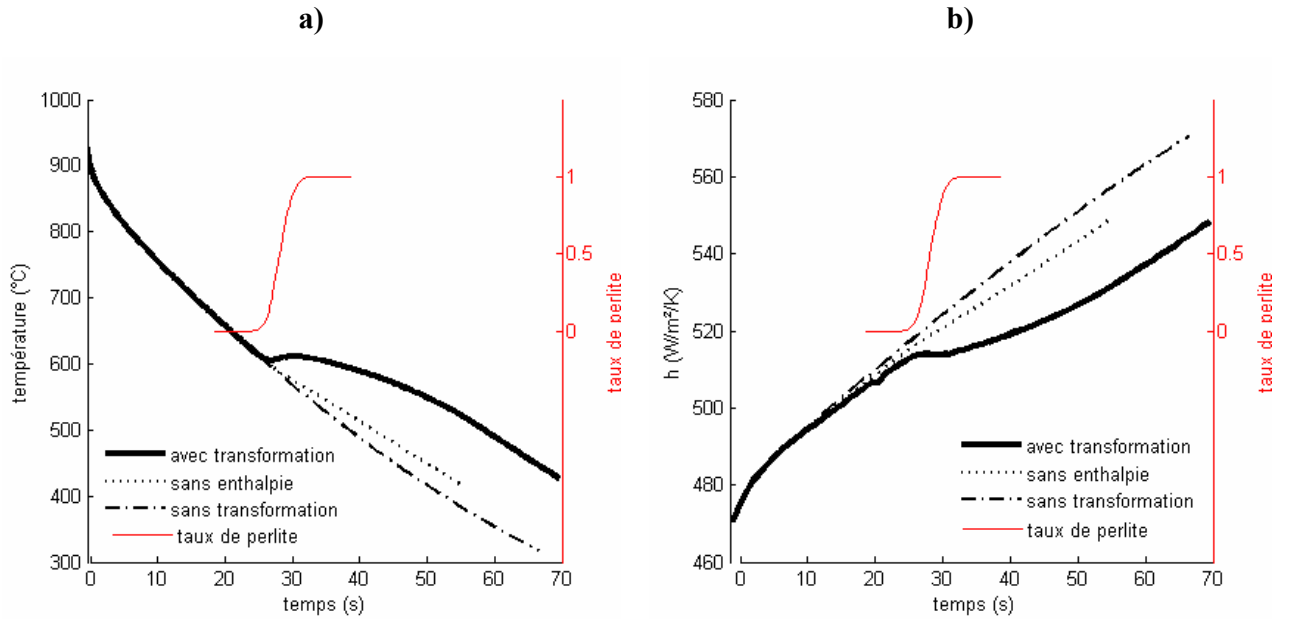 a)
1000
900
800
700
600
500
400
300
température (°C)
0
10
20
30
40
50
60
70
temps (s)
1
0.5
0
taux de perlite
avec transformation
sans enthalpie
sans transformation
taux de perlite
b)
580
560
540
520
500
480
460
h (W/m²/K)
0
10
20
30
40
50
60
70
temps (s)
1
0.5
0
taux de perlite
avec transformation
sans enthalpie
sans transformation
taux de perlite